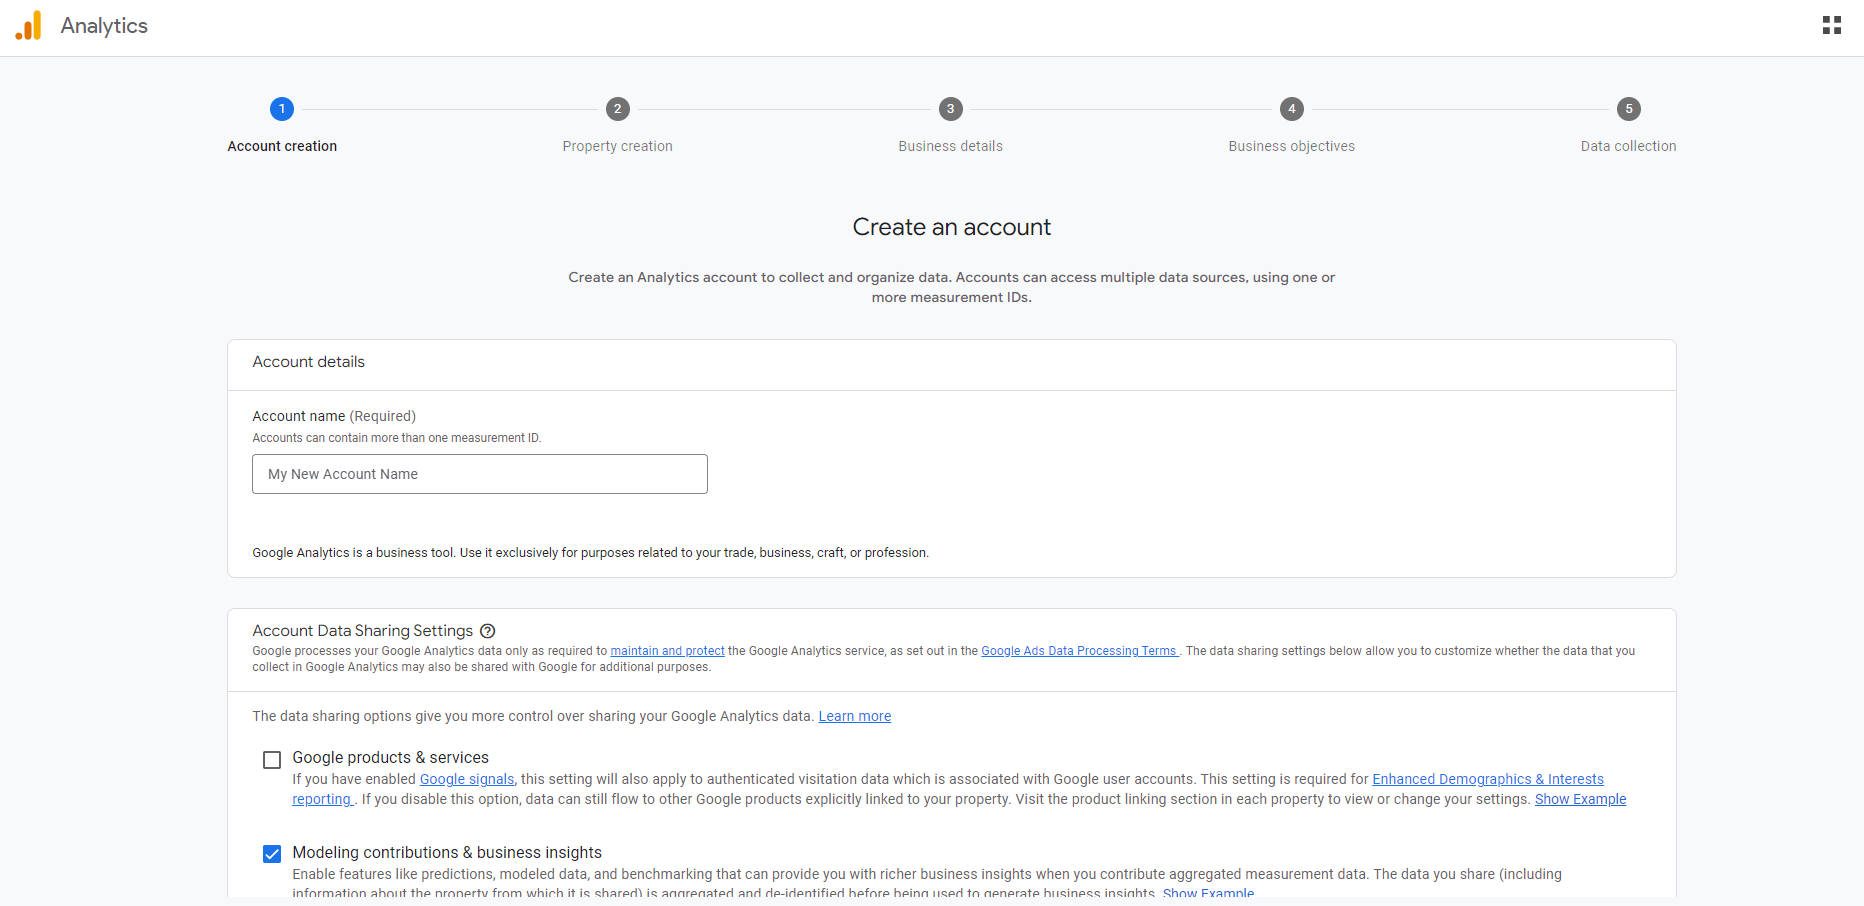 Analytics
1
2
3
4
5
Account creation
Property creation
Business details
Business objectives
Data collection
Create an account
Create an Analytics account to collect and organize data. Accounts can access multiple data sources, using one or
more measurement IDs.
Account details
Account name (Required)
Accounts can contain more than one measurement ID.
My New Account Name
Google Analytics is a business tool. Use it exclusively for purposes related to your trade, business, craft, or profession.
Account Data Sharing Settings
Google processes your Google Analytics data only as required to maintain and protect the Google Analytics service, as set out in the Google Ads Data Processing Terms . The data sharing settings below allow you to customize whether the data that you
collect in Google Analytics may also be shared with Google for additional purposes.
The data sharing options give you more control over sharing your Google Analytics data. Learn more
Google products & services
If you have enabled Google signals, this setting will also apply to authenticated visitation data which is associated with Google user accounts. This setting is required for Enhanced Demographics & Interests
reporting . If you disable this option, data can still flow to other Google products explicitly linked to your property. Visit the product linking section in each property to view or change your settings. Show Example
Modeling contributions & business insights
Enable features like predictions, modeled data, and benchmarking that can provide you with richer business insights when you contribute aggregated measurement data. The data you share (including
information about the property from which it is shared) is aggregated and de-identified before being used to generate business insights. Show Example